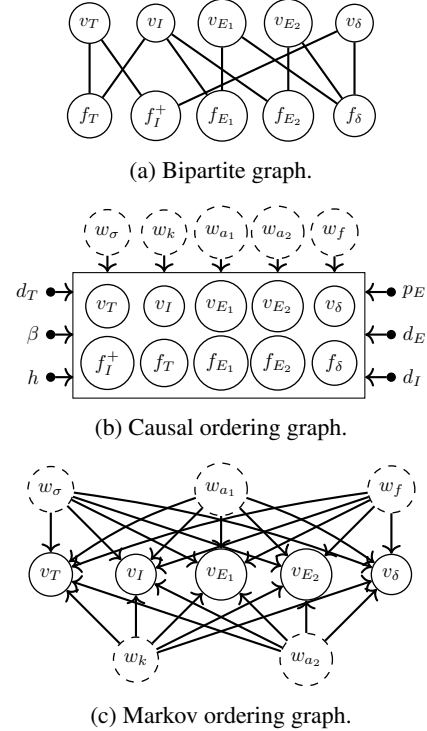 v_T v_I v_{E_1} v_{E_2} v_δ
f_T f_I^+ f_{E_1} f_{E_2} f_δ
(a) Bipartite graph.
w_σ w_k w_{a_1} w_{a_2} w_f
d_T v_T v_I v_{E_1} v_{E_2} v_δ p_E
β d_E
f_I^+ f_T f_{E_1} f_{E_2} f_δ
h d_I
(b) Causal ordering graph.
w_σ w_{a_1} w_f
v_T v_I v_{E_1} v_{E_2} v_δ
w_k w_{a_2}
(c) Markov ordering graph.